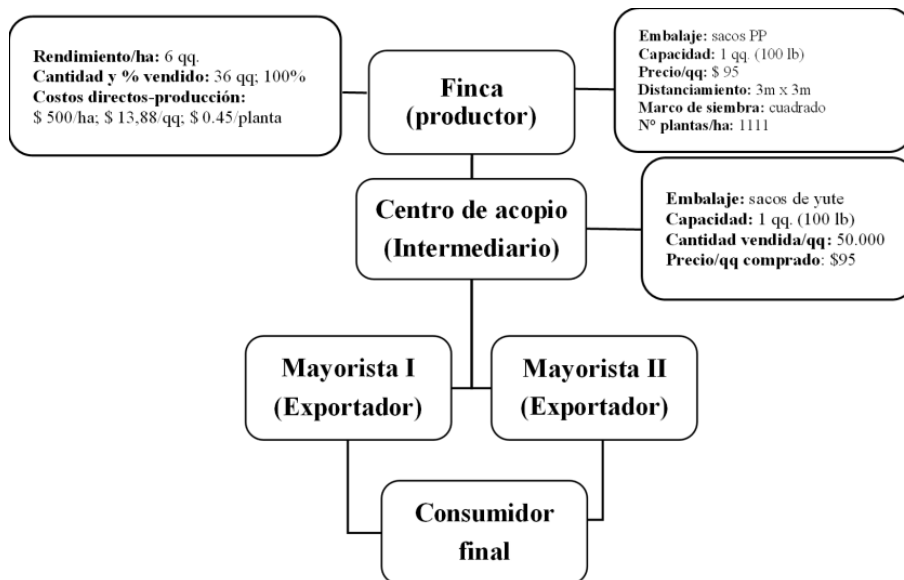 Rendimiento/ha: 6 qq.
Cantidad y % vendido: 36 qq; 100%
Costos directos-producción:
$ 500/ha; $ 13,88/qq; $ 0.45/planta
Finca
(productor)
Embalaje: sacos PP
Capacidad: 1 qq. (100 lb)
Precio/qq: $ 95
Distanciamiento: 3m x 3m
Marco de siembra: cuadrado
N° plantas/ha: 1111
Centro de acopio
(Intermediario)
Embalaje: sacos de yute
Capacidad: 1 qq. (100 lb)
Cantidad vendida/qq: 50.000
Precio/qq comprado: $95
Mayorista I
(Exportador)
Mayorista II
(Exportador)
Consumidor
final